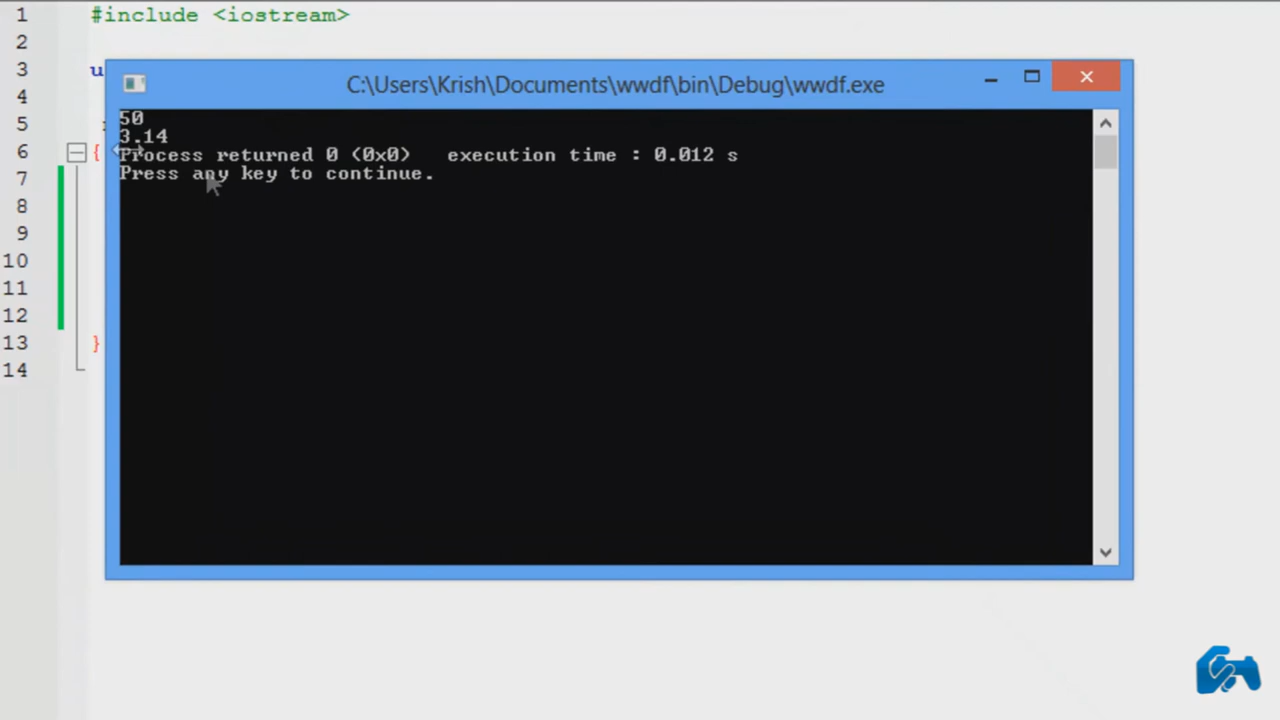 1 #include <iostream>
2
3 u
4
5
6 {
7
8
9
10
11
12
13 }
14
C:\Users\Krish\Documents\wwdf\bin\Debug\wwdf.exe
50
3.14
Process returned 0 (0x0)   execution time : 0.012 s
Press any key to continue.